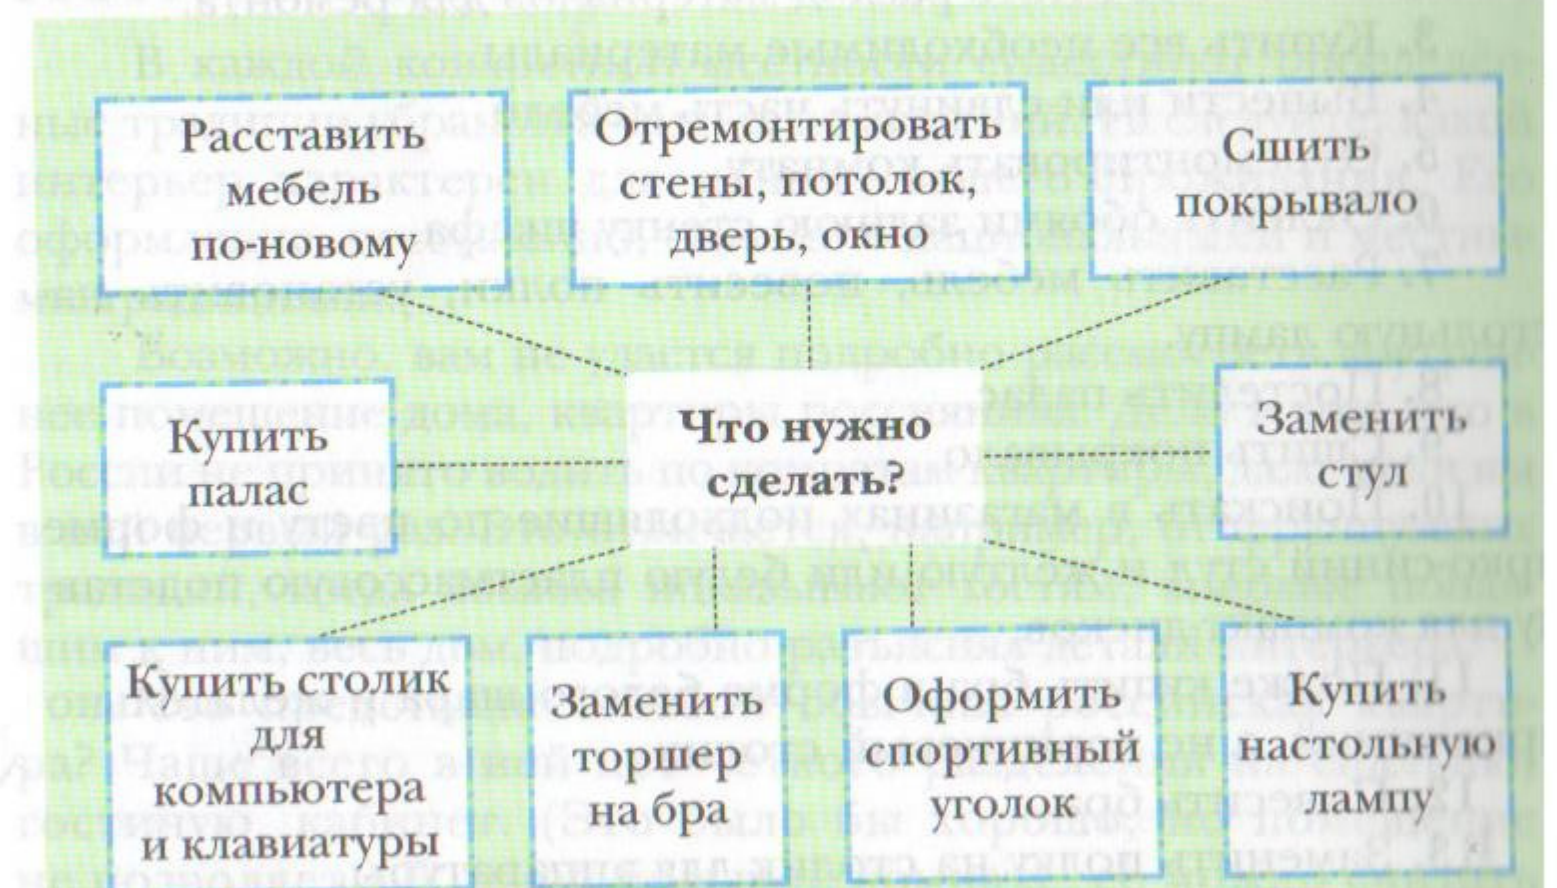 Расставить
мебель
по-новому
Отремонтировать
стены, потолок,
дверь, окно
Сшить
покрывало
Купить
палас
Что нужно
сделать?
Заменить
стул
Купить столик
для
компьютера
и клавиатуры
Заменить
торшер
на бра
Оформить
спортивный
уголок
Купить
настольную
лампу